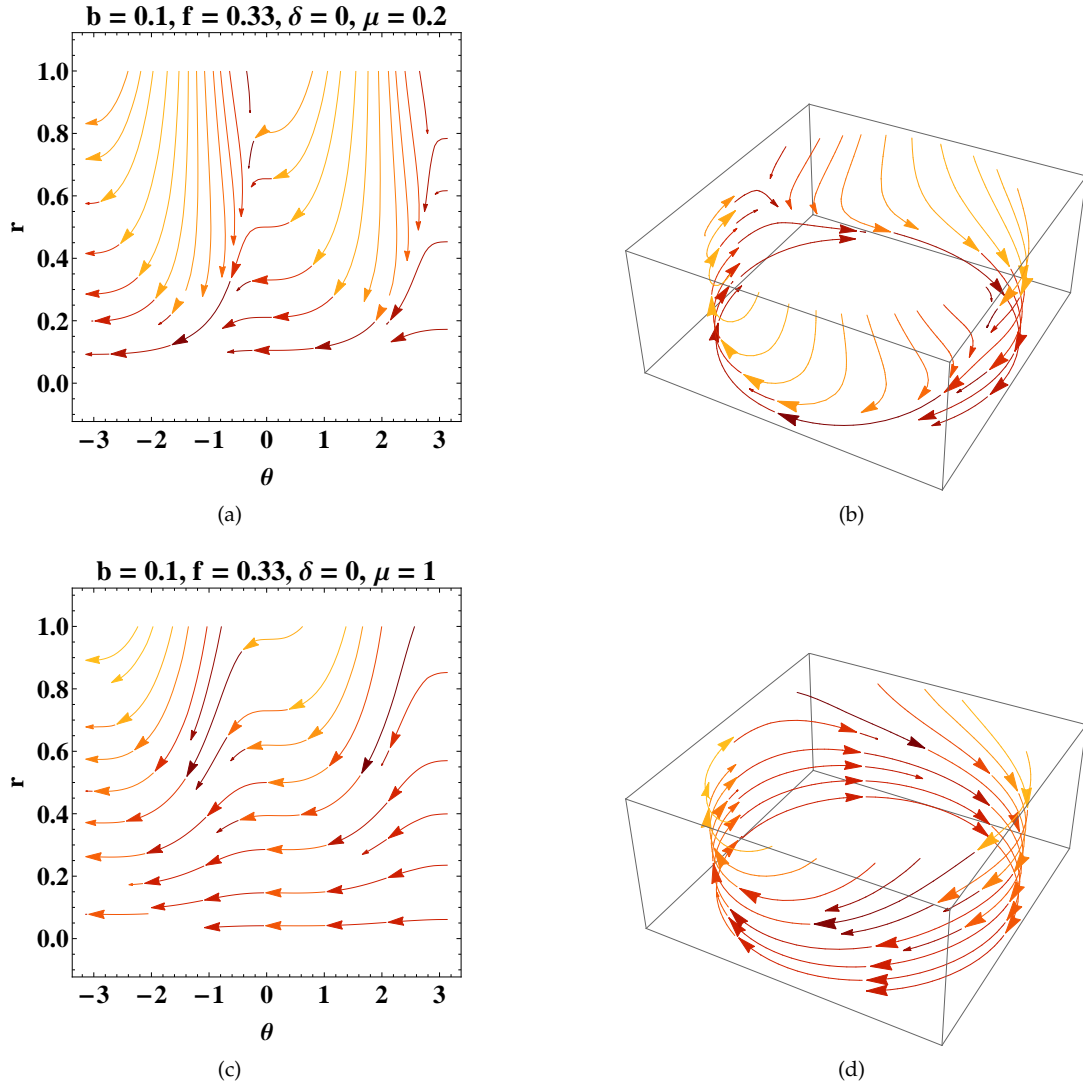 b = 0.1, f = 0.33, δ = 0, μ = 0.2
r
1.0
0.8
0.6
0.4
0.2
0.0
−3 −2 −1 0 1 2 3
θ
(a)
(b)
b = 0.1, f = 0.33, δ = 0, μ = 1
r
1.0
0.8
0.6
0.4
0.2
0.0
−3 −2 −1 0 1 2 3
θ
(c)
(d)